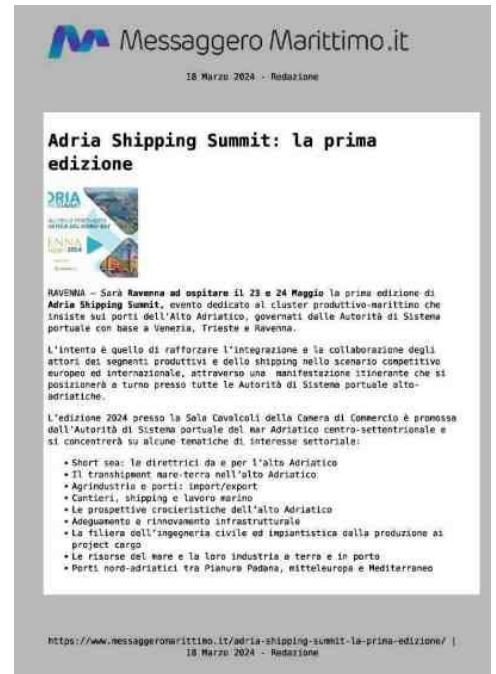 Messaggero Marittimo.it
18 Marzo 2024 - Redazione
Adria Shipping Summit: la prima
edizione
RAVENNA – Sarà Ravenna ad ospitare il 23 e 24 Maggio la prima edizione di
Adria Shipping Summit, evento dedicato al cluster produttivo-marittimo che
insiste sui porti dell'Alto Adriatico, governati dalle Autorità di Sistema
portuale con base a Venezia, Trieste e Ravenna.
L'intento è quello di rafforzare l'integrazione e la collaborazione degli
attori dei segmenti produttivi e dello shipping nello scenario competitivo
europeo ed internazionale, attraverso una manifestazione itinerante che si
posizionerà a turno presso tutte le Autorità di Sistema portuale alto-
adriatiche.
L'edizione 2024 presso la Sala Cavalcoli della Camera di Commercio è promossa
dall'Autorità di Sistema portuale del mar Adriatico centro-settentrionale e
si concentrerà su alcune tematiche di interesse settoriale:
• Short sea: le direttrici da e per l'alto Adriatico
• Il transhipment mare-terra nell'alto Adriatico
• Agrindustria e porti: import/export
• Cantieri, shipping e lavoro marino
• Le prospettive crocieristiche dell'alto Adriatico
• Adeguamento e rinnovamento infrastrutturale
• La filiera dell'ingegneria civile ed impiantistica dalla produzione ai
project cargo
• Le risorse del mare e la loro industria a terra e in porto
• Porti nord-adriatici tra Pianura Padana, mitteleuropa e Mediterraneo
https://www.messaggeromarittimo.it/adria-shipping-summit-la-prima-edizione/ |
18 Marzo 2024 - Redazione